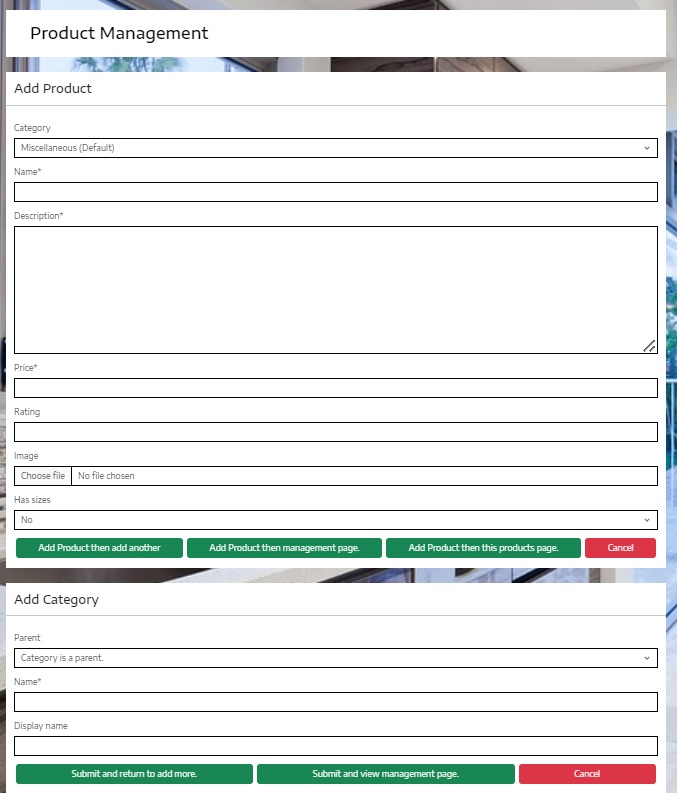 Product Management
Add Product
Category
Miscellaneous (Default)
Name*
Description*
Price*
Rating
Image
Choose file No file chosen
Has sizes
No
Add Product then add another Add Product then management page. Add Product then this products page. Cancel
Add Category
Parent
Category is a parent.
Name*
Display name
Submit and return to add more. Submit and view management page. Cancel